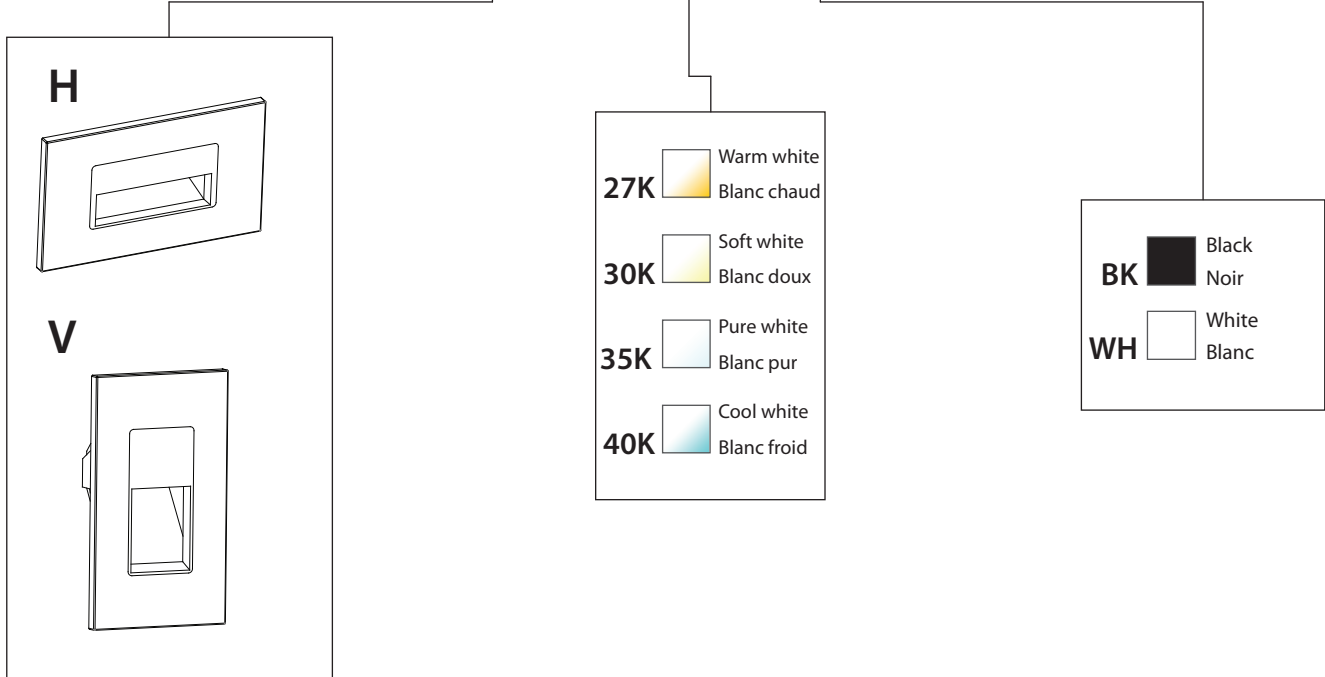 H
V
27K
Warm white
Blanc chaud
30K
Soft white
Blanc doux
35K
Pure white
Blanc pur
40K
Cool white
Blanc froid
BK
Black
Noir
WH
White
Blanc